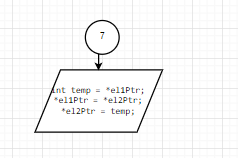 7
int temp = *el1Ptr;
*el1Ptr = *el2Ptr;
*el2Ptr = temp;